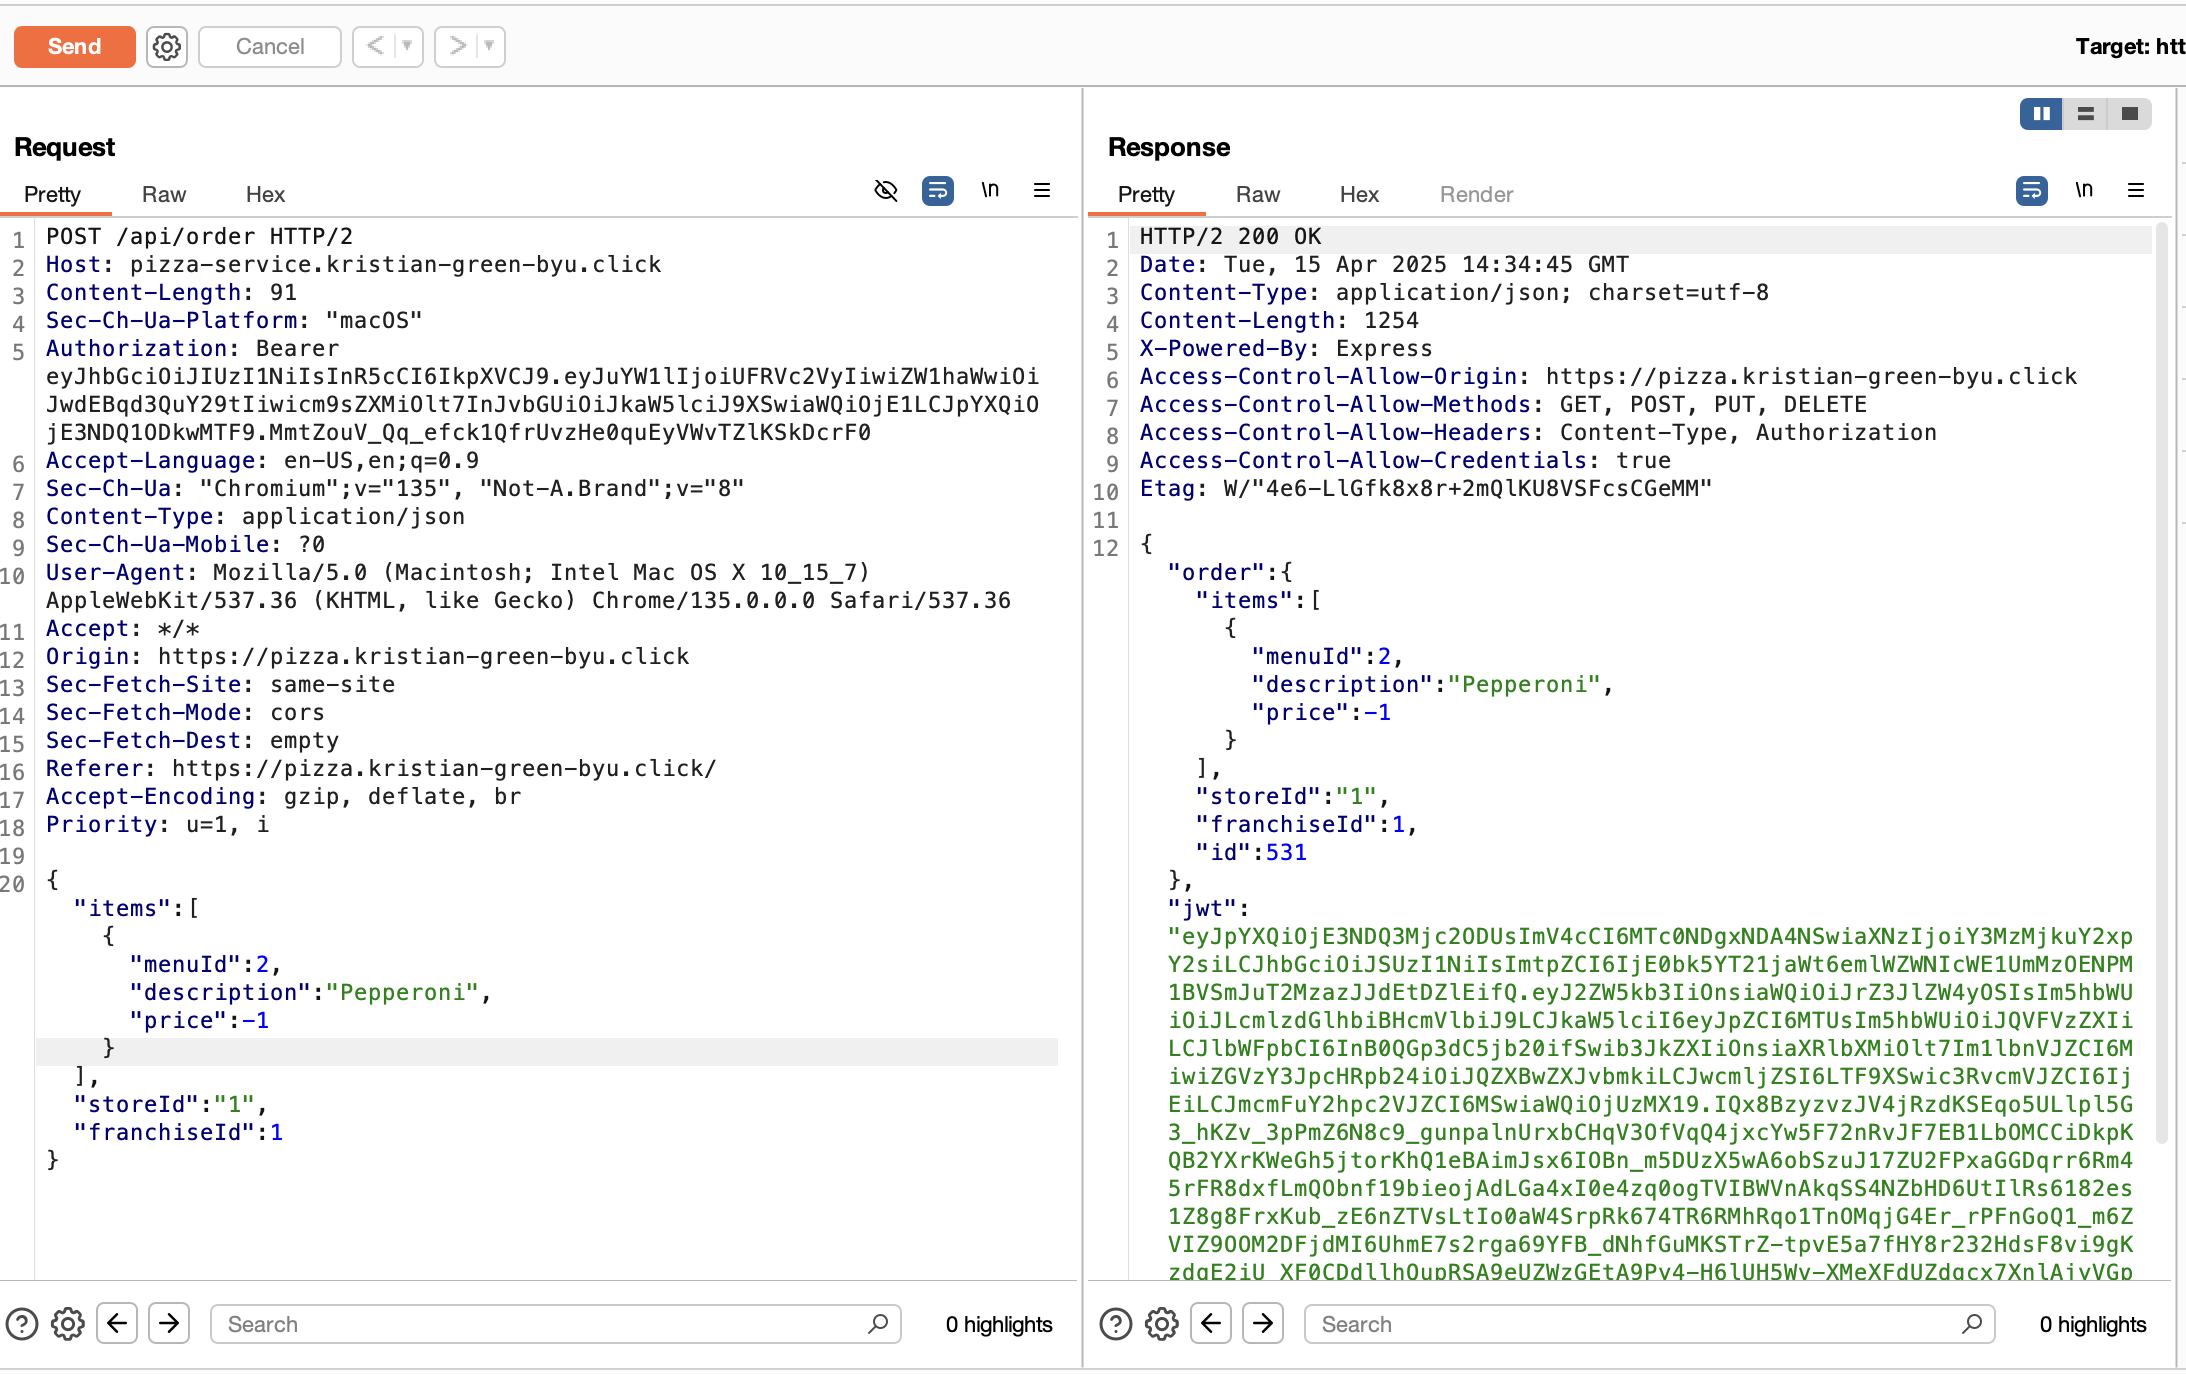 Send
Cancel
Target: htt
Request
Pretty Raw Hex
\n
1 POST /api/order HTTP/2
2 Host: pizza-service.kristian-green-byu.click
3 Content-Length: 91
4 Sec-Ch-Ua-Platform: "macOS"
5 Authorization: Bearer
eyJhbGciOiJIUzI1NiIsInR5cCI6IkpXVCJ9.eyJuYW1lIjoiUFRVc2VyIiwiZW1haWwiOi
JwdEBqd3QuY29tIiwicm9sZXMiOlt7InJvbGUiOiJkaW5lciJ9XSwiaWQiOjE1LCJpYXQiO
jE3NDQ1ODkwMTF9.MmtZouV_Qq_efck1QfrUvzHe0quEyVWvTZlKSkDcrF0
6 Accept-Language: en-US,en;q=0.9
7 Sec-Ch-Ua: "Chromium";v="135", "Not-A.Brand";v="8"
8 Content-Type: application/json
9 Sec-Ch-Ua-Mobile: ?0
10 User-Agent: Mozilla/5.0 (Macintosh; Intel Mac OS X 10_15_7)
AppleWebKit/537.36 (KHTML, like Gecko) Chrome/135.0.0.0 Safari/537.36
11 Accept: */*
12 Origin: https://pizza.kristian-green-byu.click
13 Sec-Fetch-Site: same-site
14 Sec-Fetch-Mode: cors
15 Sec-Fetch-Dest: empty
16 Referer: https://pizza.kristian-green-byu.click/
17 Accept-Encoding: gzip, deflate, br
18 Priority: u=1, i
19
20 {
"items":[
{
"menuId":2,
"description":"Pepperoni",
"price":-1
}
],
"storeId":"1",
"franchiseId":1
}
Search
0 highlights
Response
Pretty Raw Hex Render
\n
1 HTTP/2 200 OK
2 Date: Tue, 15 Apr 2025 14:34:45 GMT
3 Content-Type: application/json; charset=utf-8
4 Content-Length: 1254
5 X-Powered-By: Express
6 Access-Control-Allow-Origin: https://pizza.kristian-green-byu.click
7 Access-Control-Allow-Methods: GET, POST, PUT, DELETE
8 Access-Control-Allow-Headers: Content-Type, Authorization
9 Access-Control-Allow-Credentials: true
10 Etag: W/"4e6-LlGfk8x8r+2mQlKU8VSFcsCGeMM"
11
12 {
"order":{
"items":[
{
"menuId":2,
"description":"Pepperoni",
"price":-1
}
],
"storeId":"1",
"franchiseId":1,
"id":531
},
"jwt":
"eyJpYXQiOjE3NDQ3Mjc2ODUsImV4cCI6MTc0NDgxNDA4NSwiaXNzIjoiY3MzMjkuY2xp
Y2siLCJhbGciOiJSUzI1NiIsImtpZCI6IjE0bk5YT21jaWt6emlWZWNIcWE1UmMzOENPM
1BVSmJuT2MzazJJdEtDZlEifQ.eyJ2ZW5kb3IiOnsiaWQiOiJrZ3JlZW4yOSIsIm5hbWU
iOiJLcmlzdGlhbiBHcmVlbiJ9LCJkaW5lciI6eyJpZCI6MTUsIm5hbWUiOiJQVFVzZXIi
LCJlbWFpbCI6InB0QGp3dC5jb20ifSwib3JkZXIiOnsiaXRlbXMiOlt7Im1lbnVJZCI6M
iwiZGVzY3JpcHRpb24iOiJQZXBwZXJvbmkiLCJwcmljZSI6LTF9XSwic3RvcmVJZCI6Ij
EiLCJmcmFuY2hpc2VJZCI6MSwiaWQiOjUzMX19.IQx8BzyzvzJV4jRzdKSEqo5ULlpl5G
3_hKZv_3pPmZ6N8c9_gunpalnUrxbCHqV3OfVqQ4jxcYw5F72nRvJF7EB1LbOMCCiDkpK
QB2YXrKWeGh5jtorKhQ1eBAimJsx6IOBn_m5DUzX5wA6obSzuJ17ZU2FPxaGGDqrr6Rm4
5rFR8dxfLmQObnf19bieojAdLGa4xI0e4zq0ogTVIBWVnAkqSS4NZbHD6UtIlRs6182es
1Z8g8FrxKub_zE6nZTVsLtIo0aW4SrpRk674TR6RMhRqo1TnOMqjG4Er_rPFnGoQ1_m6Z
VIZ9OOM2DFjdMI6UhmE7s2rga69YFB_dNhfGuMKSTrZ-tpvE5a7fHY8r232HdsF8vi9gK
Search
0 highlights